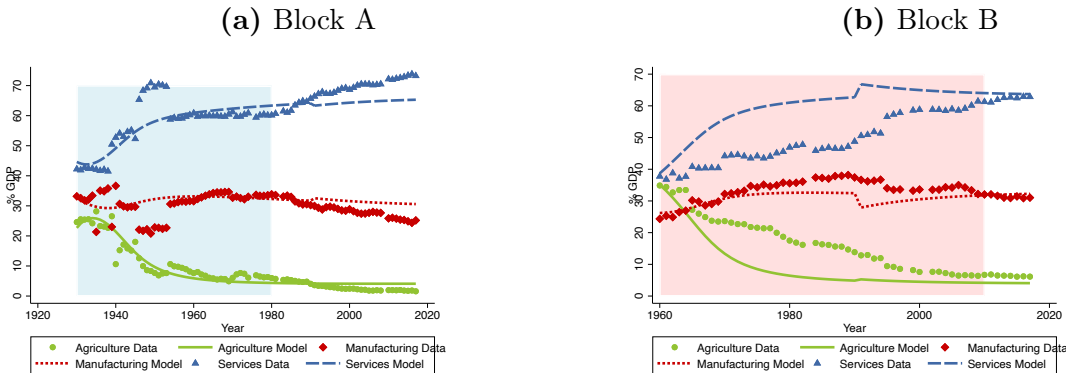 (a) Block A
% GDP
70
60
50
40
30
20
10
0
1920
1940
1960
1980
2000
2020
Year
Agriculture Data
Agriculture Model
Manufacturing Data
Manufacturing Model
Services Data
Services Model
(b) Block B
% GDP
70
60
50
40
30
20
10
0
1960
1980
2000
2020
Year
Agriculture Data
Agriculture Model
Manufacturing Data
Manufacturing Model
Services Data
Services Model